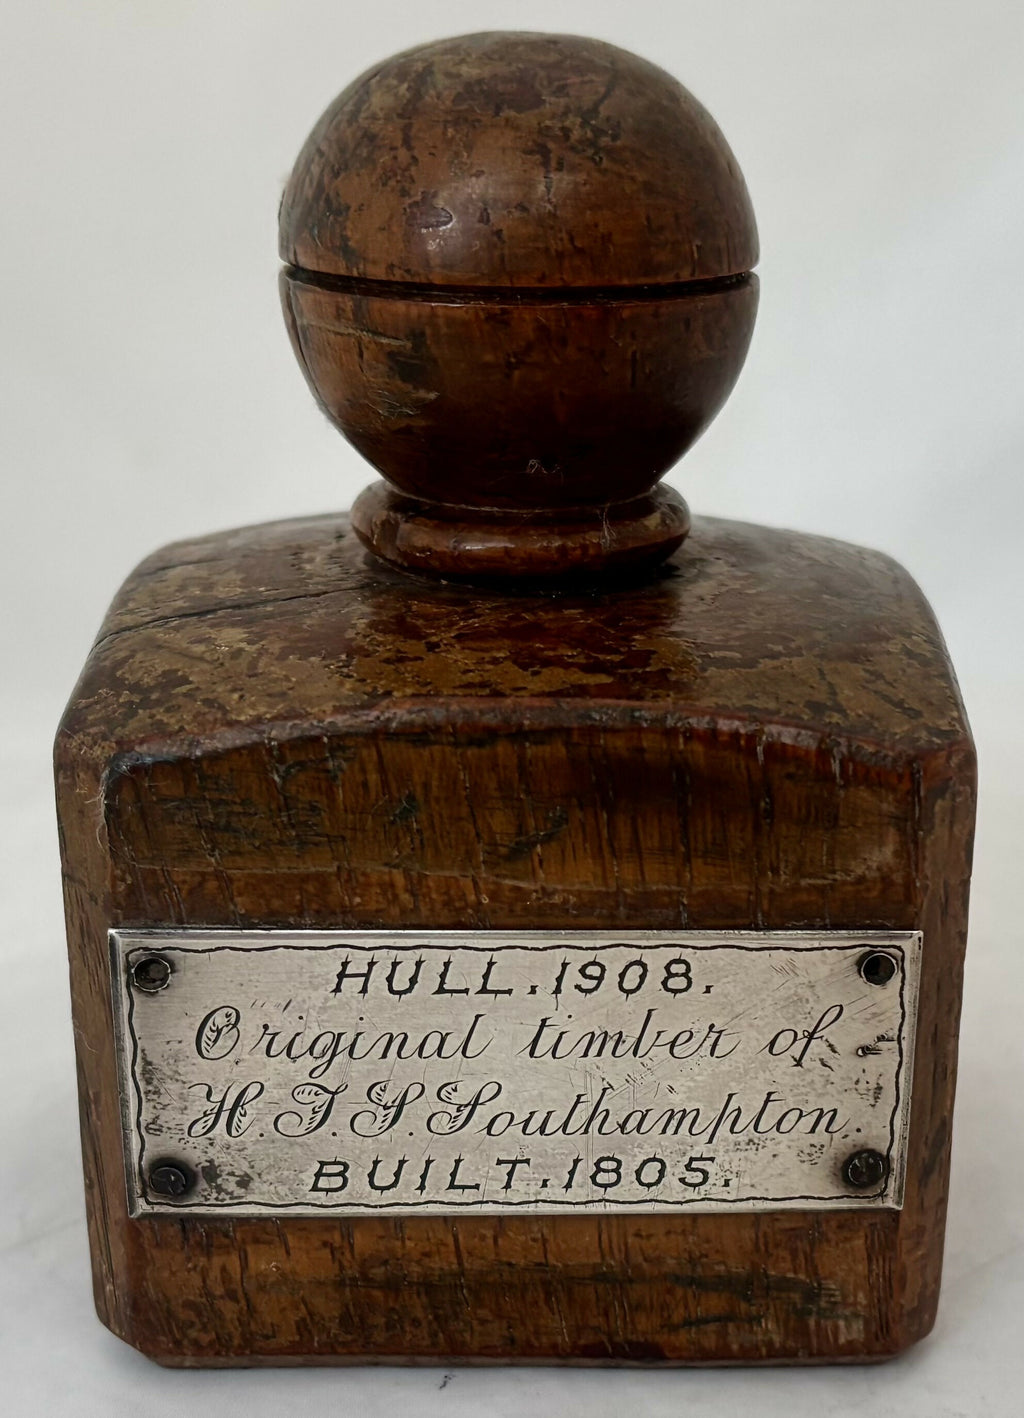 HULL.1908.
Original timber of
H.T.S.Southampton.
BUILT.1805.